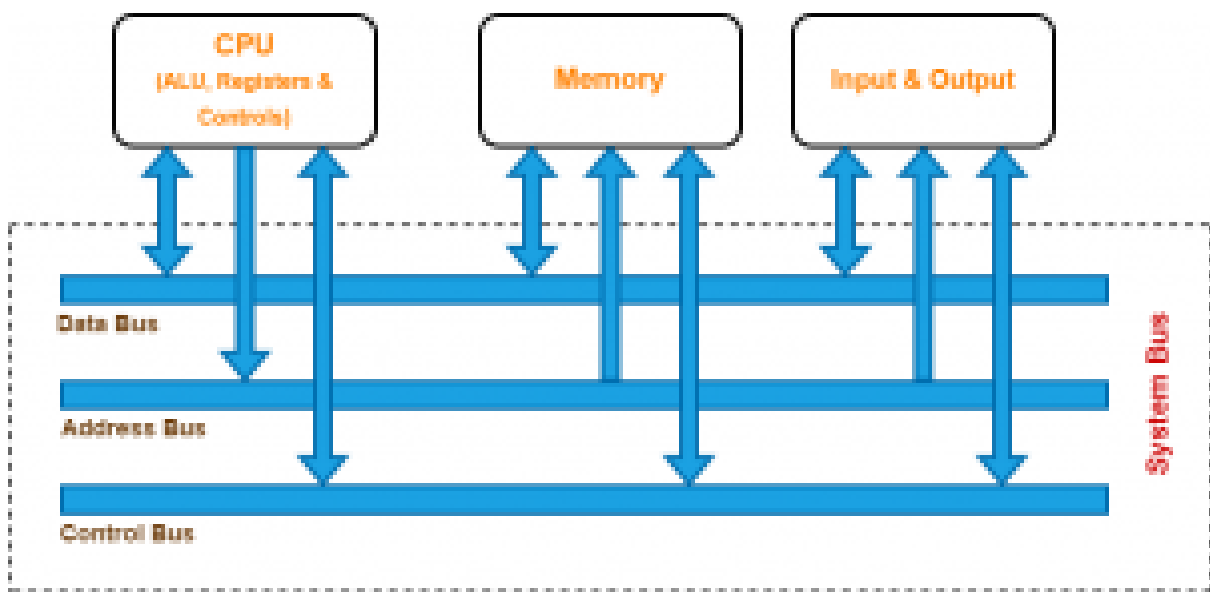 CPU
(ALU, Registers &
Controls)
Memory
Input & Output
Data Bus
Address Bus
Control Bus
System Bus